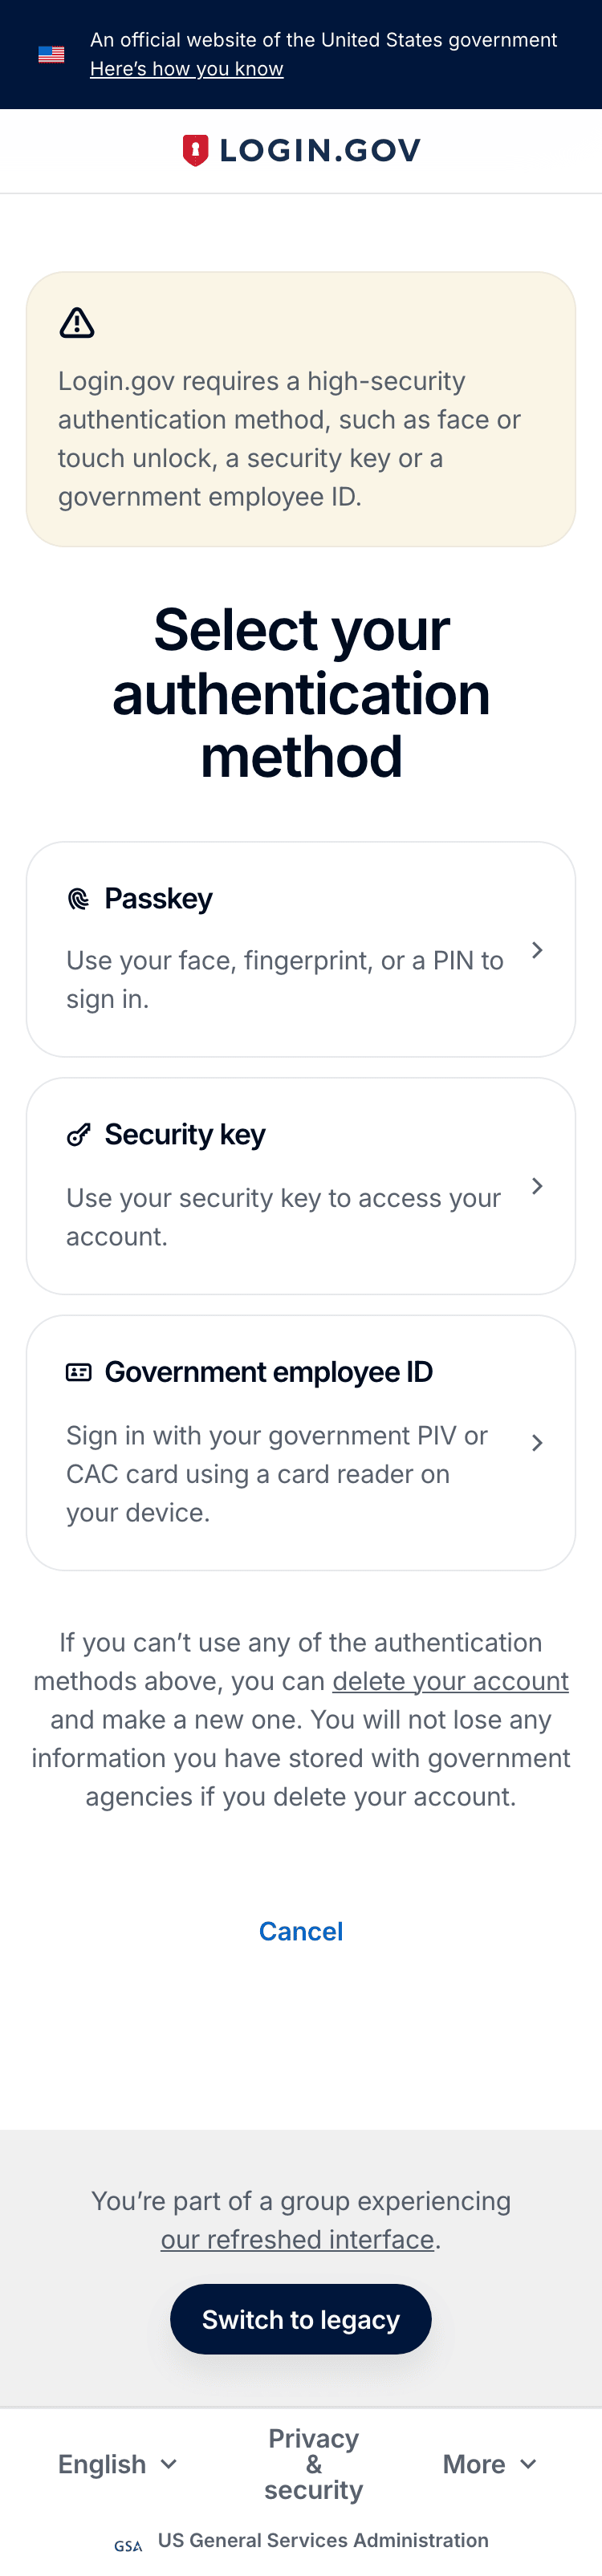 An official website of the United States government
Here’s how you know
LOGIN.GOV
Login.gov requires a high-security
authentication method, such as face or
touch unlock, a security key or a
government employee ID.
Select your
authentication
method
Passkey
Use your face, fingerprint, or a PIN to
sign in.
Security key
Use your security key to access your
account.
Government employee ID
Sign in with your government PIV or
CAC card using a card reader on
your device.
If you can’t use any of the authentication
methods above, you can delete your account
and make a new one. You will not lose any
information you have stored with government
agencies if you delete your account.
Cancel
You’re part of a group experiencing
our refreshed interface.
Switch to legacy
English
Privacy
&
security
More
GSA US General Services Administration